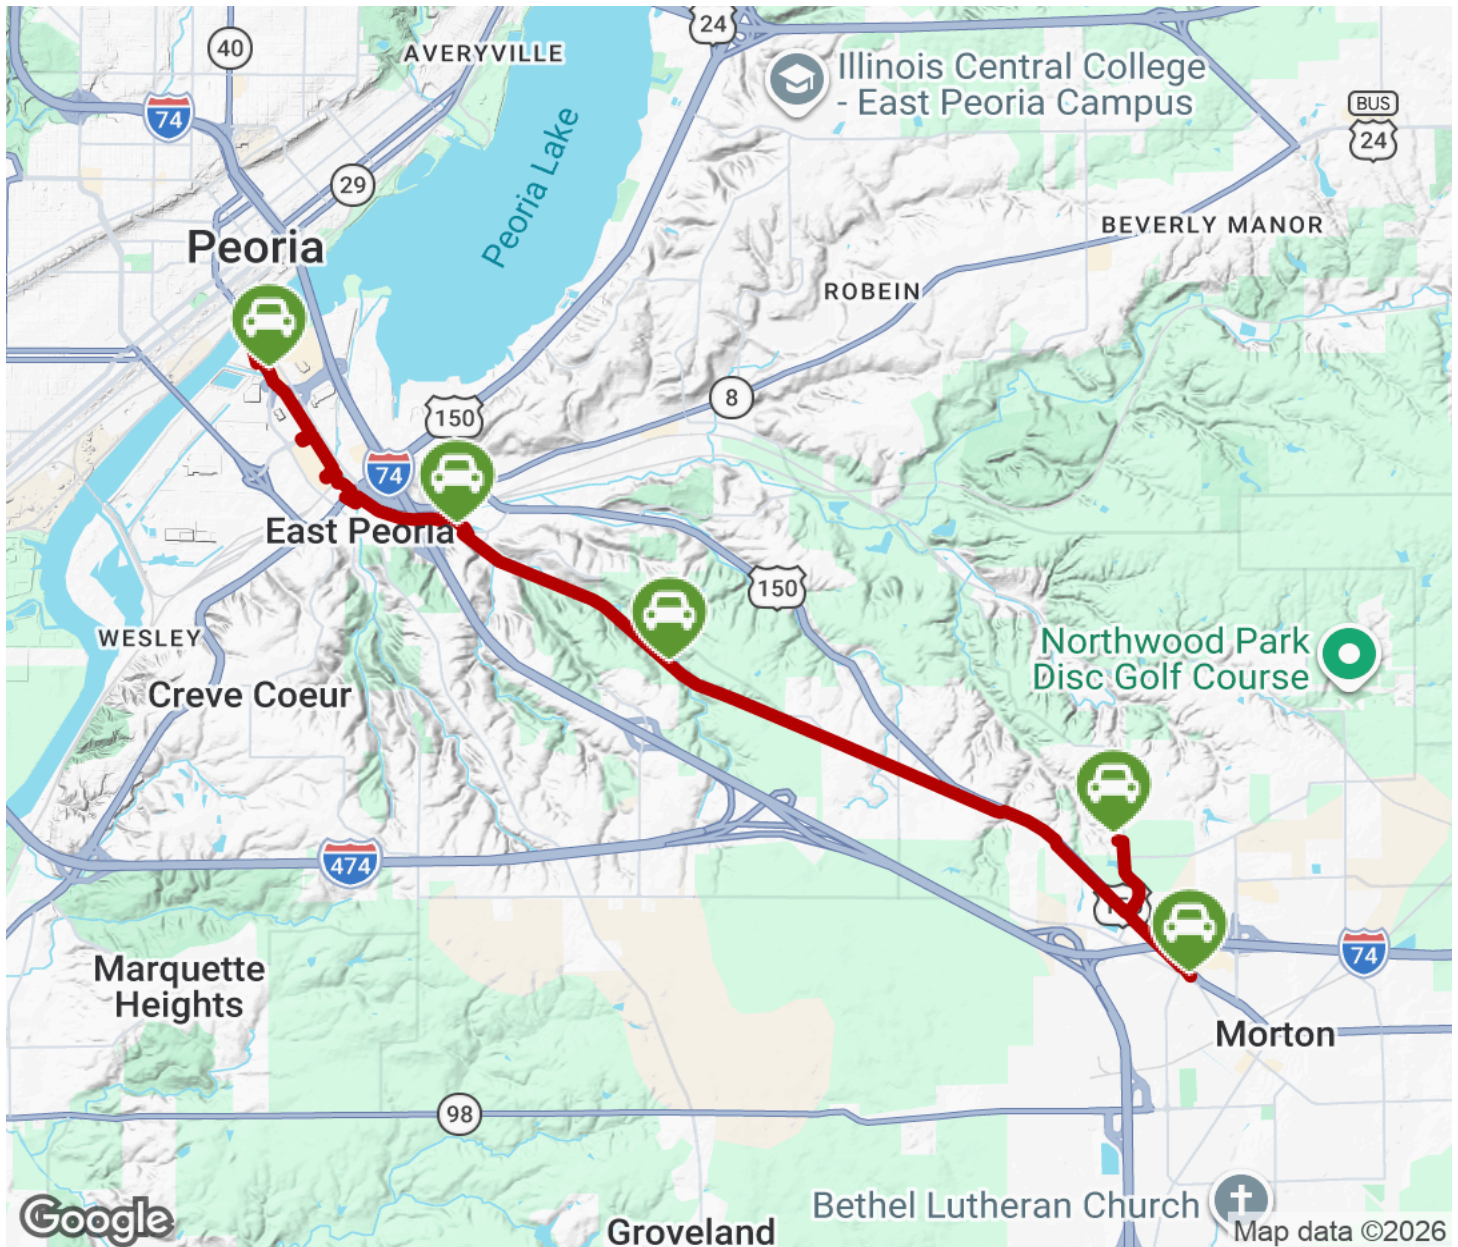 24
40
AVERYVILLE
Illinois Central College
- East Peoria Campus
74
BUS
24
29
Peoria Lake
Peoria
BEVERLY MANOR
ROBEIN
8
150
74
East Peoria
150
WESLEY
Northwood Park
Disc Golf Course
Creve Coeur
474
74
Marquette
Heights
Morton
98
Bethel Lutheran Church
Groveland
Google
Map data ©2026